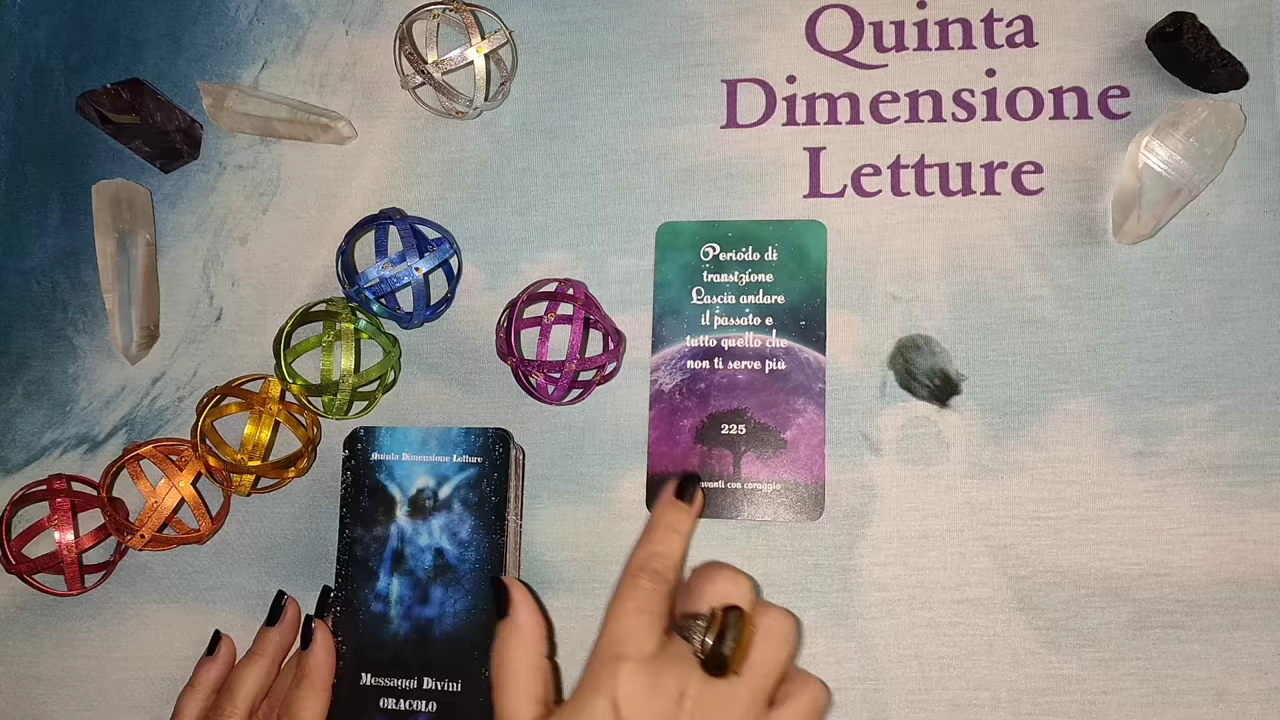 Quinta
Dimensione
Letture
Periodo di
transizione
Lascia andare
il passato e
tutto quello che
non ti serve più
225
avanti con coraggio
Quinta Dimensione Letture
Messaggi Divini
ORACOLO